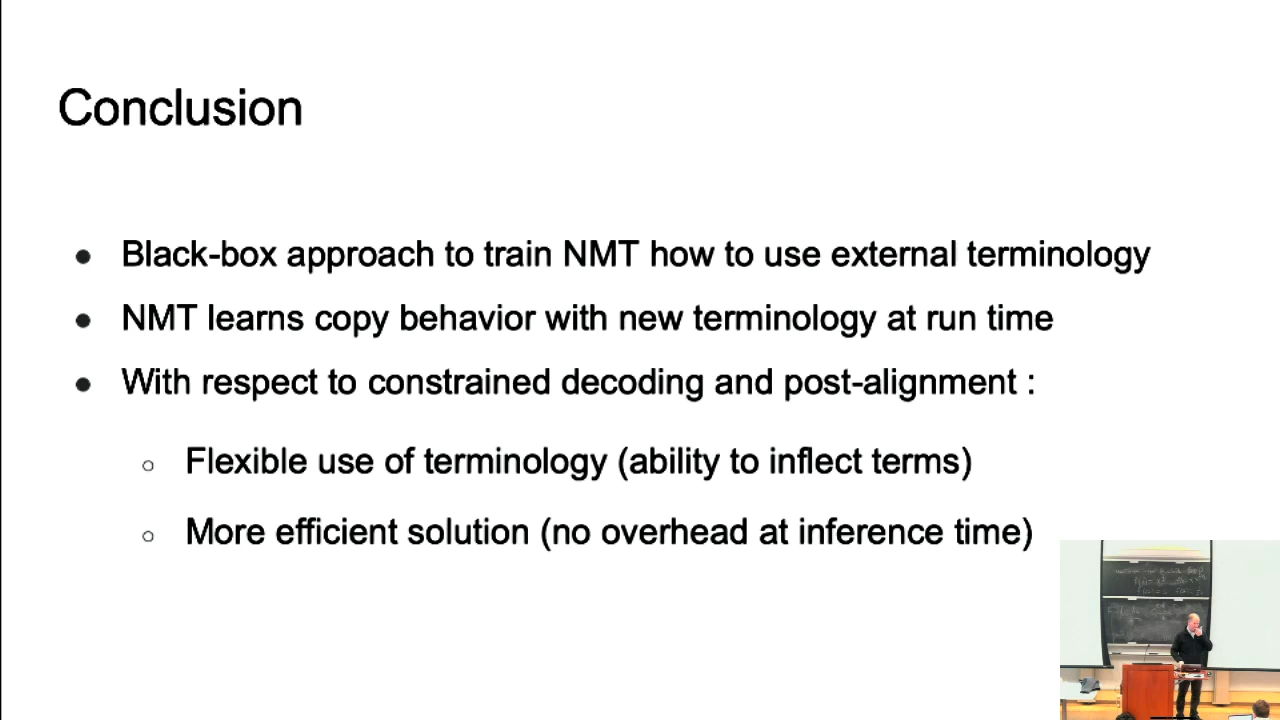 Conclusion
● Black-box approach to train NMT how to use external terminology
● NMT learns copy behavior with new terminology at run time
● With respect to constrained decoding and post-alignment :
○ Flexible use of terminology (ability to inflect terms)
○ More efficient solution (no overhead at inference time)